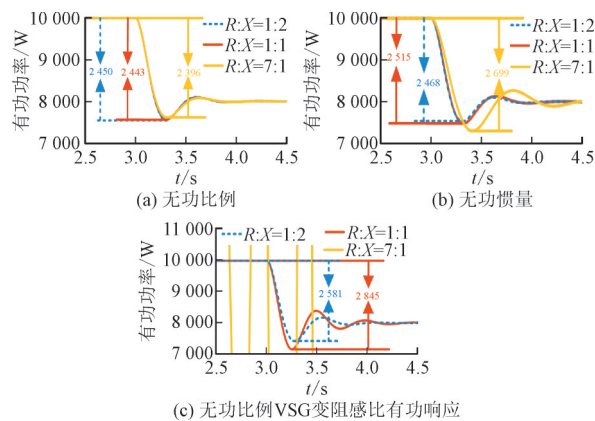 10 000
9 000
8 000
7 000
有功功率/W
2 450
2 443
2 396
R:X=1:2
R:X=1:1
R:X=7:1
2.5 3.0 3.5 4.0 4.5
t/s
(a) 无功比例
10 000
9 000
8 000
7 000
有功功率/W
2 515
2 468
2 699
R:X=1:2
R:X=1:1
R:X=7:1
2.5 3.0 3.5 4.0 4.5
t/s
(b) 无功惯量
11 000
10 000
9 000
8 000
7 000
有功功率/W
R:X=1:2
R:X=1:1
R:X=7:1
2 581
2 845
2.5 3.0 3.5 4.0 4.5
t/s
(c) 无功比例VSG变阻感比有功响应